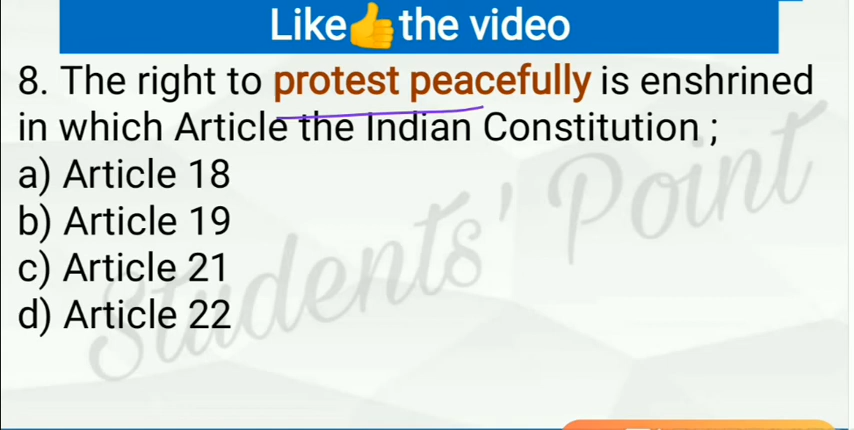 Like👍the video
8. The right to protest peacefully is enshrined
in which Article the Indian Constitution ;
a) Article 18
b) Article 19
c) Article 21
d) Article 22
Students' Point